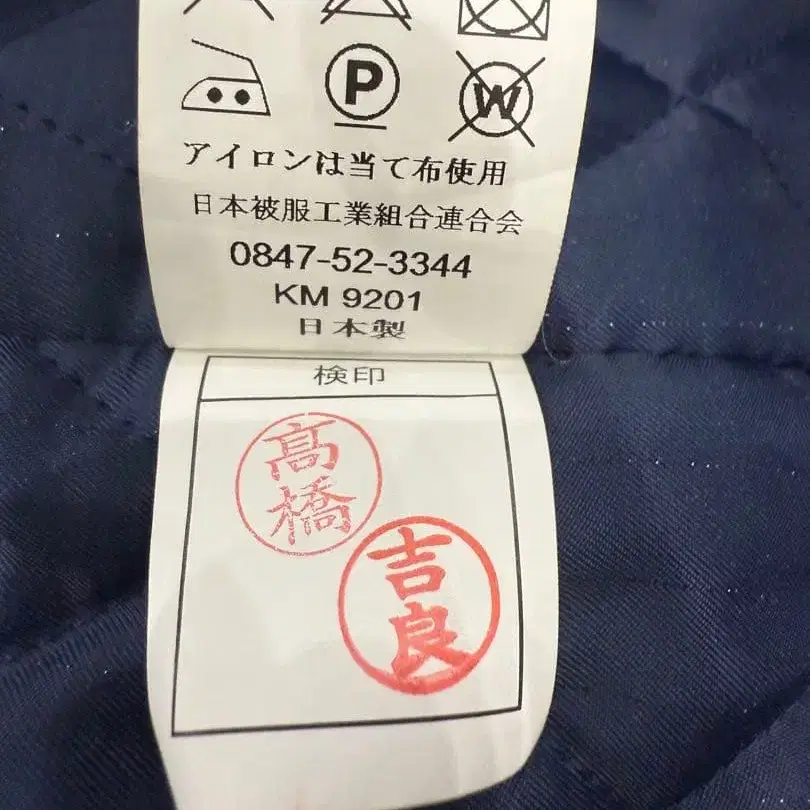 P
W
アイロンは当て布使用
日本被服工業組合連合会
0847-52-3344
KM 9201
日本製
検印
髙橋
吉良